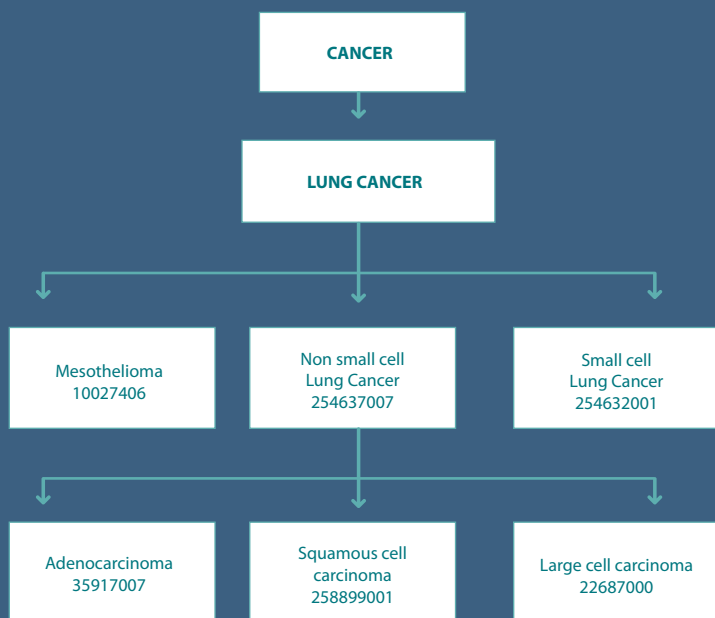 CANCER
LUNG CANCER
Mesothelioma
10027406
Non small cell
Lung Cancer
254637007
Small cell
Lung Cancer
254632001
Adenocarcinoma
35917007
Squamous cell
carcinoma
258899001
Large cell carcinoma
22687000